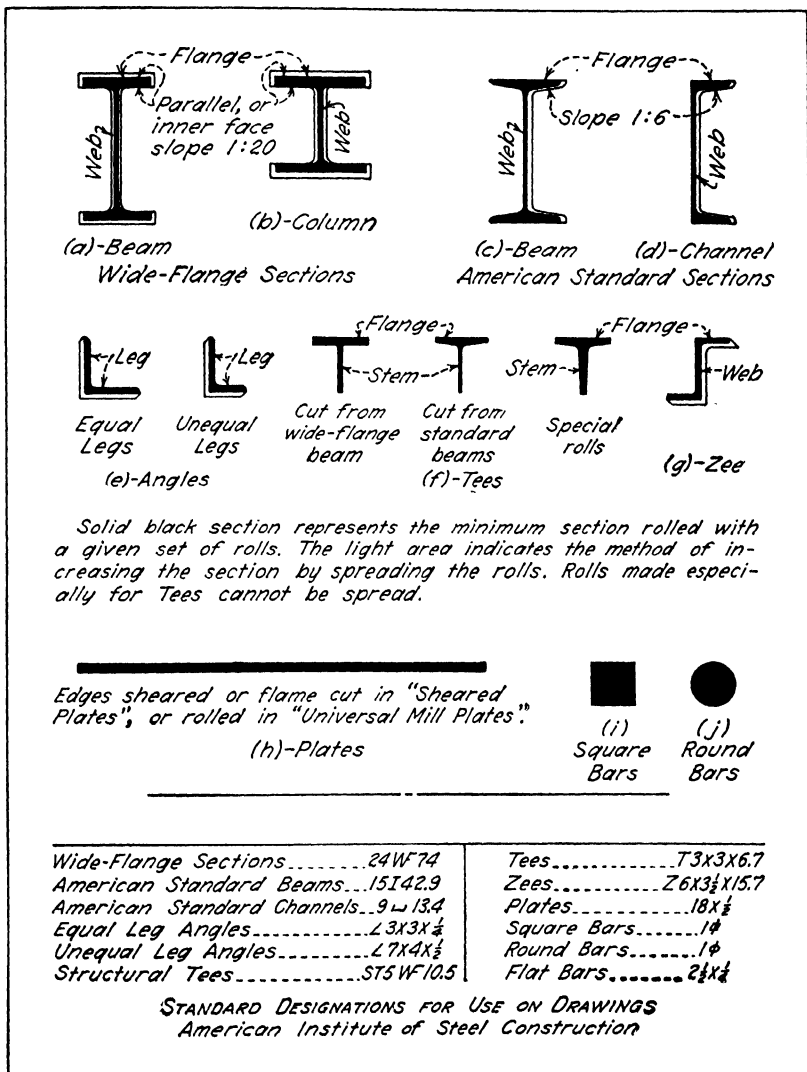 Flange
Flange
Parallel, or
inner face
slope 1:20
Slope 1:6
Web
Web
Web
Web
(a)-Beam
(b)-Column
(c)-Beam
(d)-Channel
Wide-Flange Sections
American Standard Sections
Flange
Flange
Leg
Leg
Stem
Stem
Web
Equal
Legs
Unequal
Legs
Cut from
wide-flange
beam
Cut from
standard
beams
Special
rolls
(e)-Angles
(f)-Tees
(g)-Zee
Solid black section represents the minimum section rolled with
a given set of rolls. The light area indicates the method of in-
creasing the section by spreading the rolls. Rolls made especi-
ally for Tees cannot be spread.
Edges sheared or flame cut in "Sheared
Plates", or rolled in "Universal Mill Plates".
(h)-Plates
(i)
Square
Bars
(j)
Round
Bars
Wide-Flange Sections........24WF74
American Standard Beams...15I42.9
American Standard Channels..9⌴13.4
Equal Leg Angles..........∠3X3X¼
Unequal Leg Angles........∠7X4X½
Structural Tees...........ST5WF10.5
Tees............T3X3X6.7
Zees..........Z6X3½X15.7
Plates..........18X½
Square Bars.....1⌀
Round Bars.....1⌀
Flat Bars.......2½X¼
STANDARD DESIGNATIONS FOR USE ON DRAWINGS
American Institute of Steel Construction